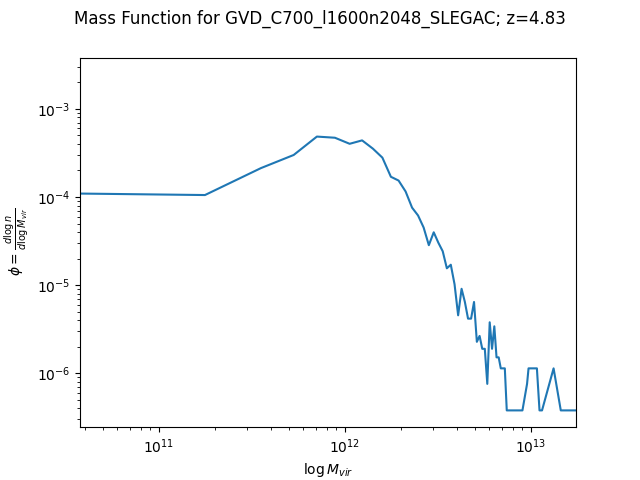 Mass Function for GVD_C700_l1600n2048_SLEGAC; z=4.83
10⁻³
10⁻⁴
10⁻⁵
10⁻⁶
ϕ = d log n / d log M_vir
10¹¹ 10¹² 10¹³
log M_vir